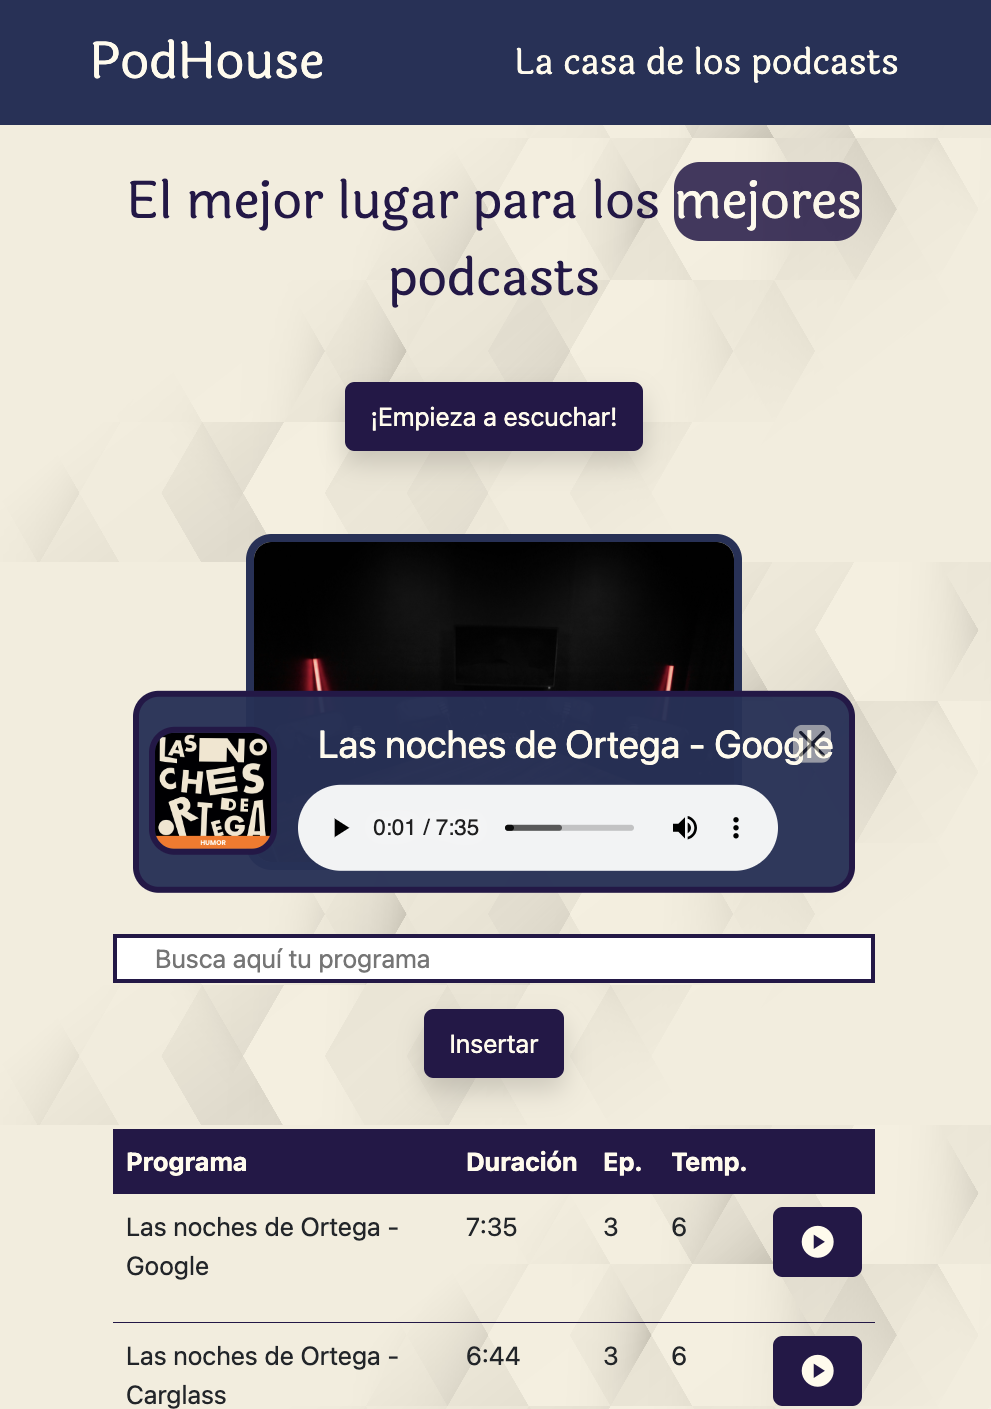 PodHouse
La casa de los podcasts
El mejor lugar para los mejores
podcasts
¡Empieza a escuchar!
LAS NO
CHES
DE
ORTEGA
HUMOR
Las noches de Ortega - Google
0:01 / 7:35
Busca aquí tu programa
Insertar
Programa Duración Ep. Temp.
Las noches de Ortega - 7:35 3 6
Google
Las noches de Ortega - 6:44 3 6
Carglass